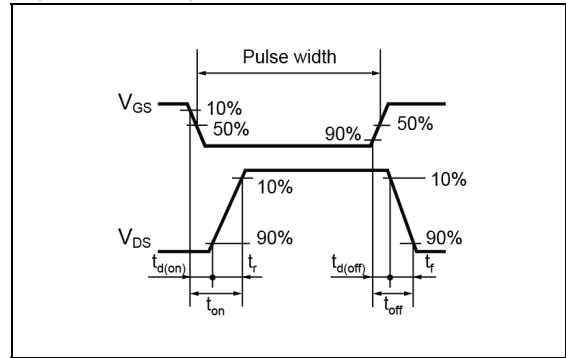 Pulse width
VGS
10%
50%
90%
50%
10%
10%
VDS
90%
90%
td(on)
tr
td(off)
tf
ton
toff